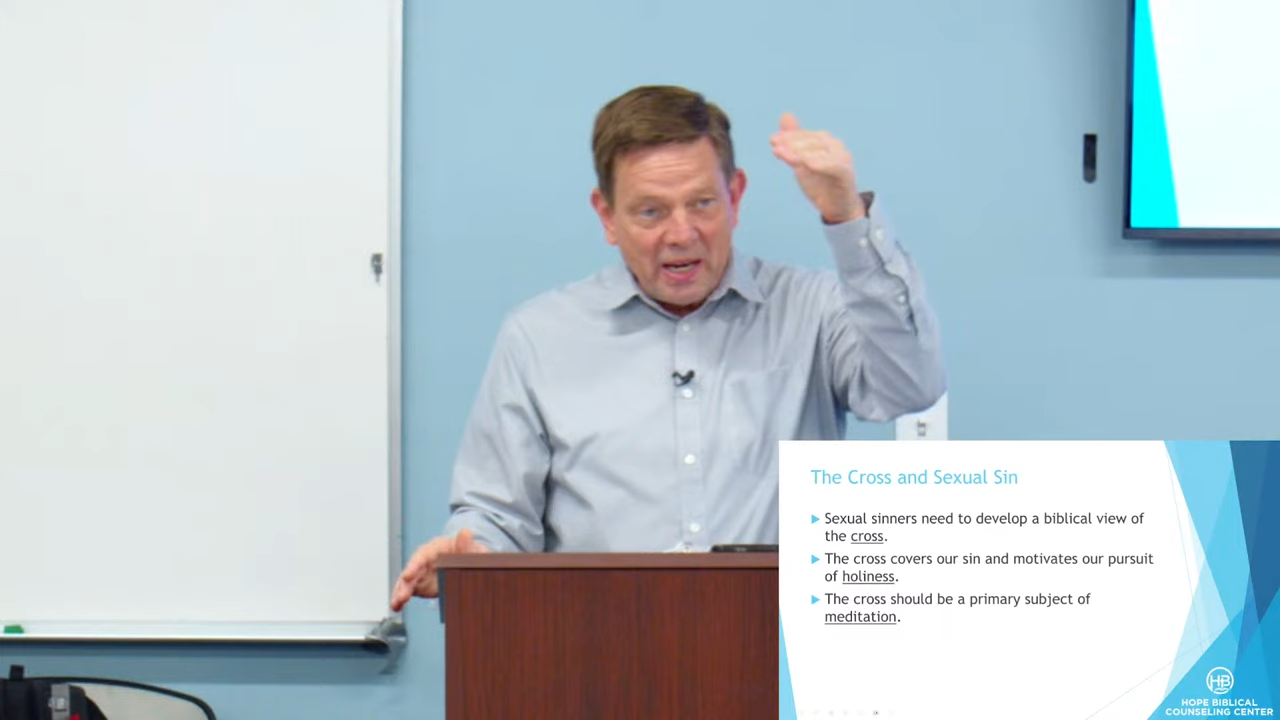 The Cross and Sexual Sin
Sexual sinners need to develop a biblical view of
the cross.
The cross covers our sin and motivates our pursuit
of holiness.
The cross should be a primary subject of
meditation.
HB
HOPE BIBLICAL
COUNSELING CENTER